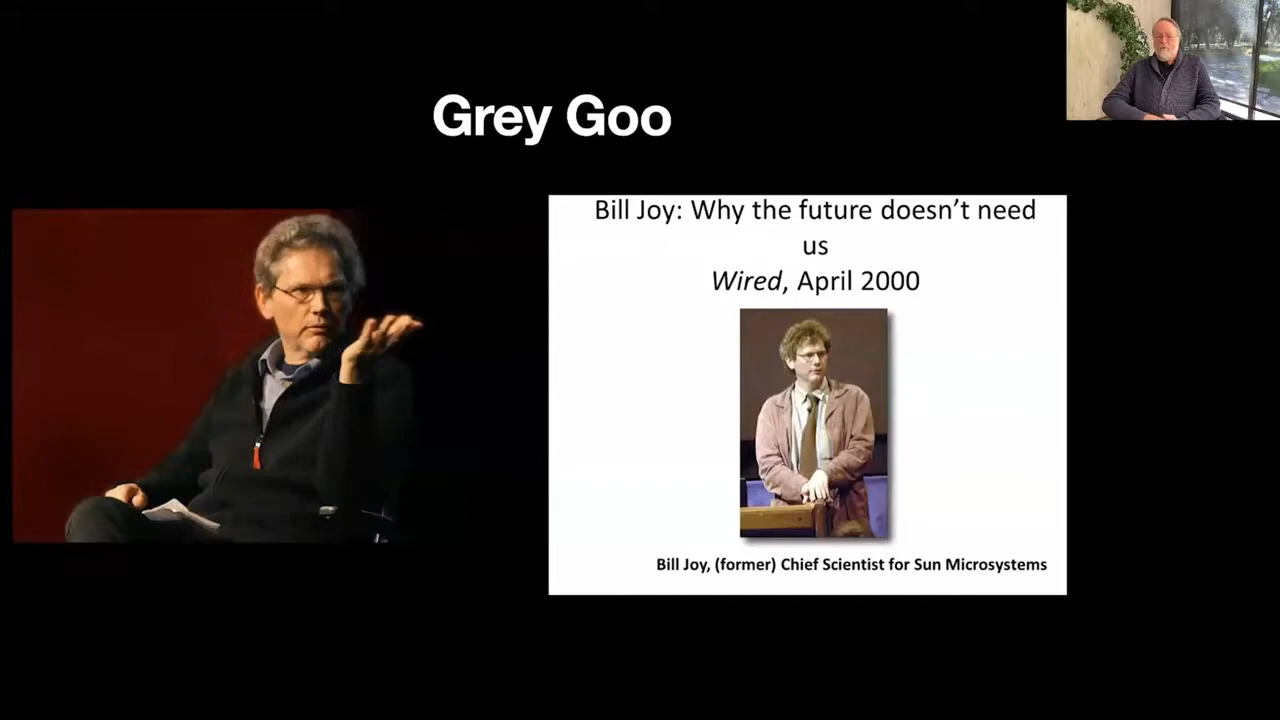 Grey Goo
Bill Joy: Why the future doesn’t need
us
Wired, April 2000
Bill Joy, (former) Chief Scientist for Sun Microsystems